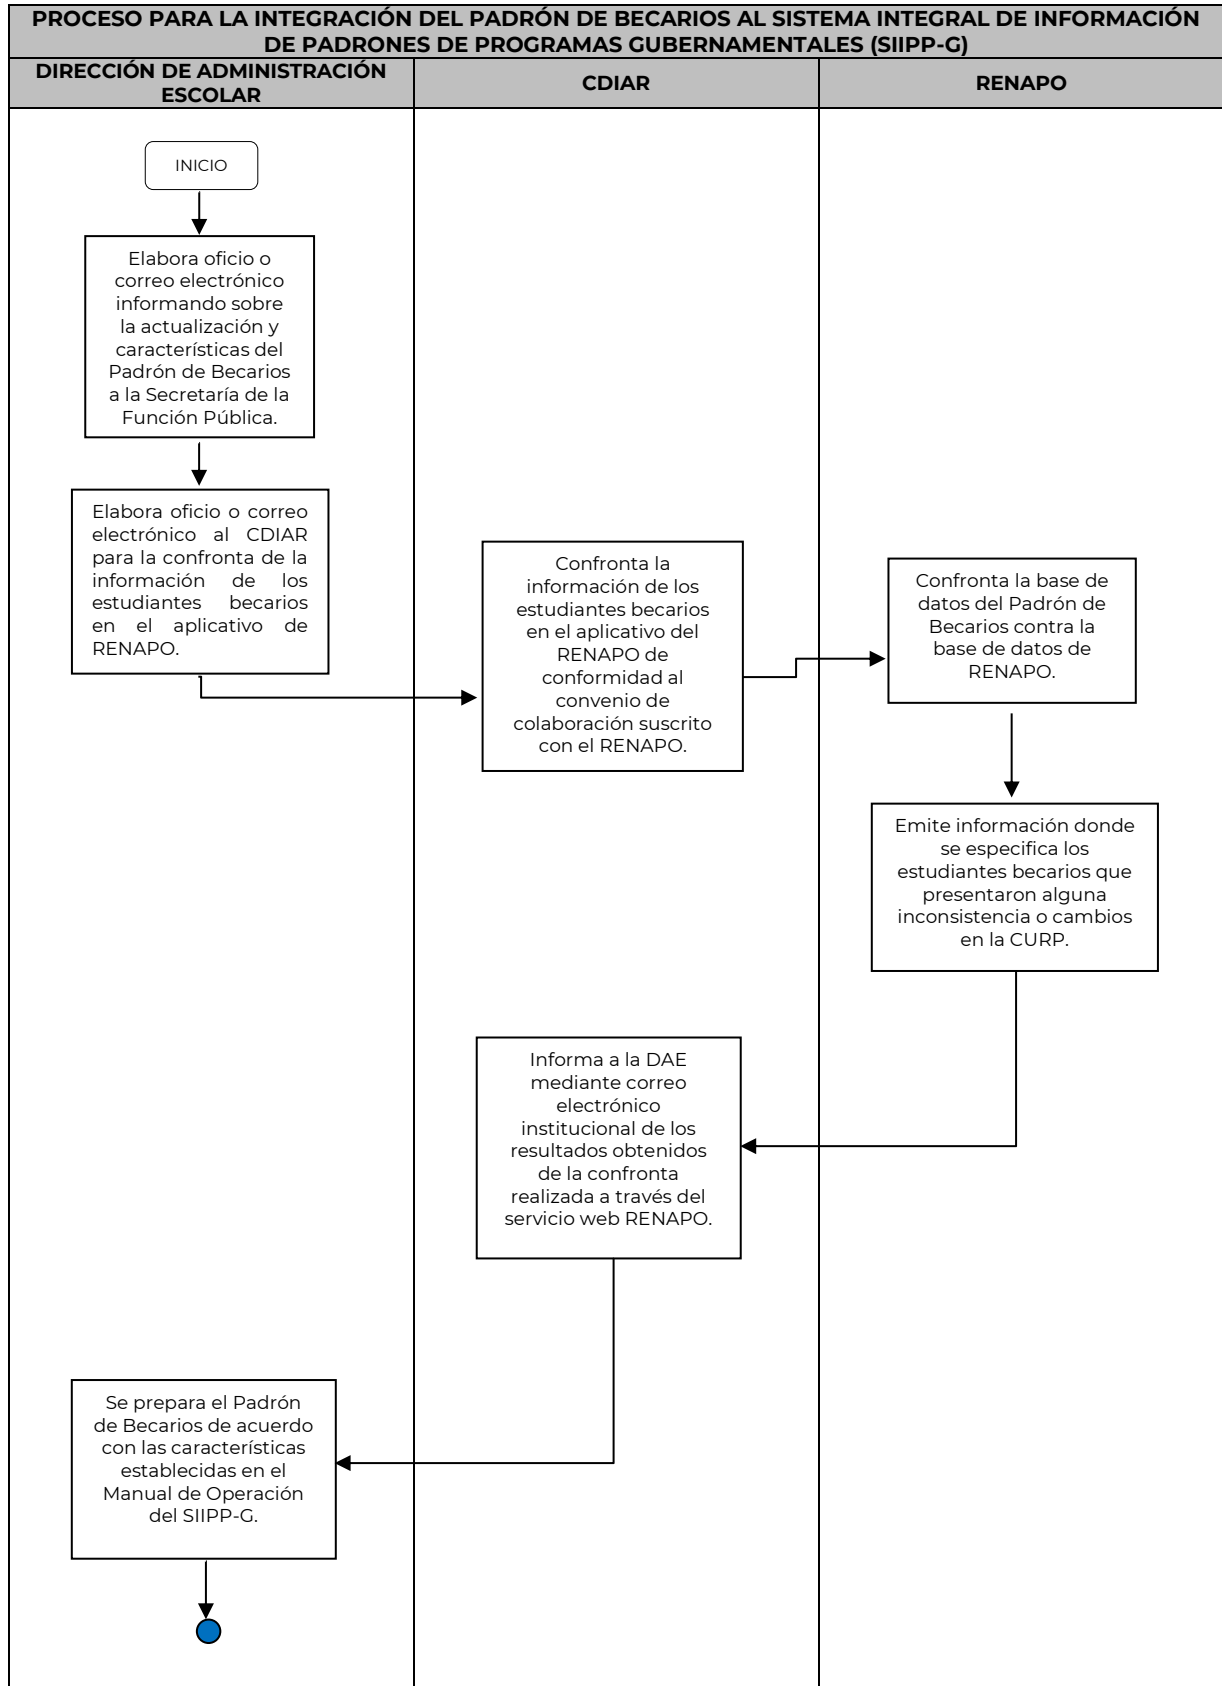 PROCESO PARA LA INTEGRACIÓN DEL PADRÓN DE BECARIOS AL SISTEMA INTEGRAL DE INFORMACIÓN
DE PADRONES DE PROGRAMAS GUBERNAMENTALES (SIIPP-G)
DIRECCIÓN DE ADMINISTRACIÓN
ESCOLAR
CDIAR
RENAPO
INICIO
Elabora oficio o
correo electrónico
informando sobre
la actualización y
características del
Padrón de Becarios
a la Secretaría de la
Función Pública.
Elabora oficio o correo
electrónico al CDIAR
para la confronta de la
información de los
estudiantes becarios
en el aplicativo de
RENAPO.
Confronta la
información de los
estudiantes becarios
en el aplicativo del
RENAPO de
conformidad al
convenio de
colaboración suscrito
con el RENAPO.
Confronta la base de
datos del Padrón de
Becarios contra la
base de datos de
RENAPO.
Emite información donde
se especifica los
estudiantes becarios que
presentaron alguna
inconsistencia o cambios
en la CURP.
Informa a la DAE
mediante correo
electrónico
institucional de los
resultados obtenidos
de la confronta
realizada a través del
servicio web RENAPO.
Se prepara el Padrón
de Becarios de acuerdo
con las características
establecidas en el
Manual de Operación
del SIIPP-G.